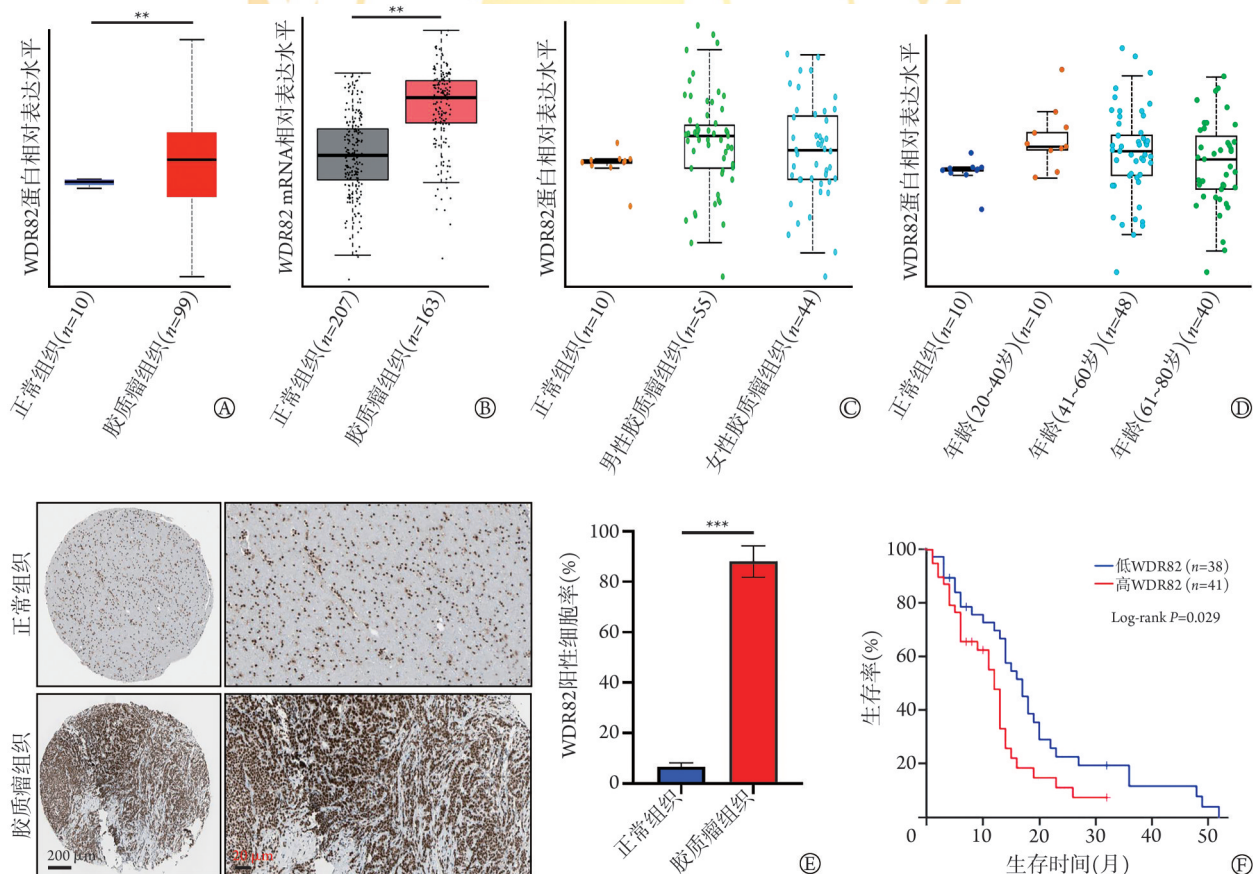 **
WDR82蛋白相对表达水平
正常组织(n=10)
胶质瘤组织(n=99)
Ⓐ
**
WDR82 mRNA相对表达水平
正常组织(n=207)
胶质瘤组织(n=163)
Ⓑ
WDR82蛋白相对表达水平
正常组织(n=10)
男性胶质瘤组织(n=55)
女性胶质瘤组织(n=44)
Ⓒ
WDR82蛋白相对表达水平
正常组织(n=10)
年龄(20~40岁)(n=10)
年龄(41~60岁)(n=48)
年龄(61~80岁)(n=40)
Ⓓ
正常组织
胶质瘤组织
200 μm
20 μm
WDR82阳性细胞率(%)
100
80
60
40
20
0
***
正常组织
胶质瘤组织
Ⓔ
生存率(%)
100
80
60
40
20
0
10
20
30
40
50
生存时间(月)
低WDR82 (n=38)
高WDR82 (n=41)
Log-rank P=0.029
Ⓕ